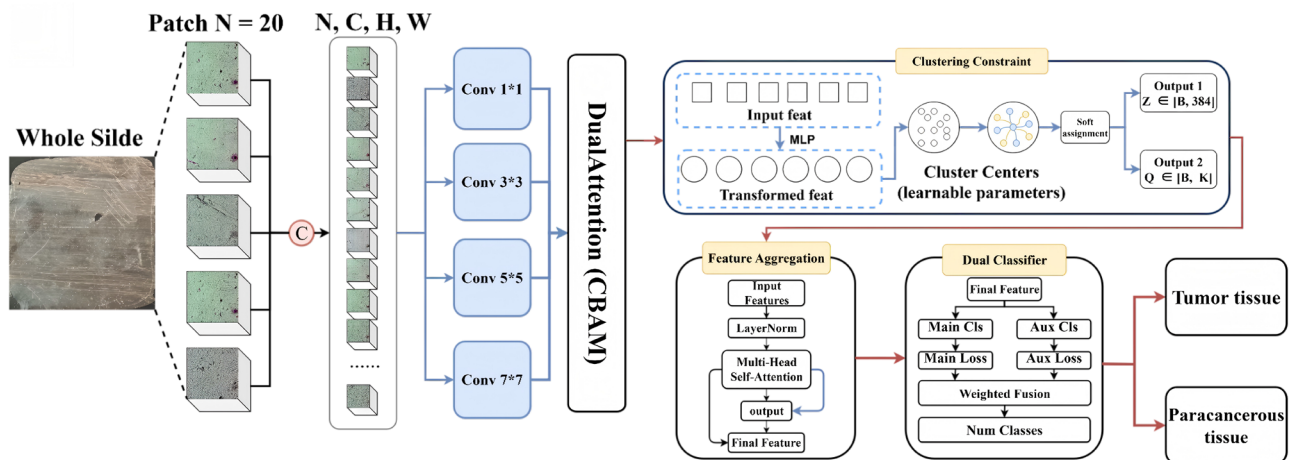 Patch N = 20
N, C, H, W
Whole Silde
C
......
Conv 1*1
Conv 3*3
Conv 5*5
Conv 7*7
DualAttention (CBAM)
Clustering Constraint
Input feat
MLP
Transformed feat
Cluster Centers
(learnable parameters)
Soft
assignment
Output 1
Z ∈ [B, 384]
Output 2
Q ∈ [B, K]
Feature Aggregation
Input
Features
LayerNorm
Multi-Head
Self-Attention
output
Final Feature
Dual Classifier
Final Feature
Main Cls
Aux Cls
Main Loss
Aux Loss
Weighted Fusion
Num Classes
Tumor tissue
Paracancerous
tissue